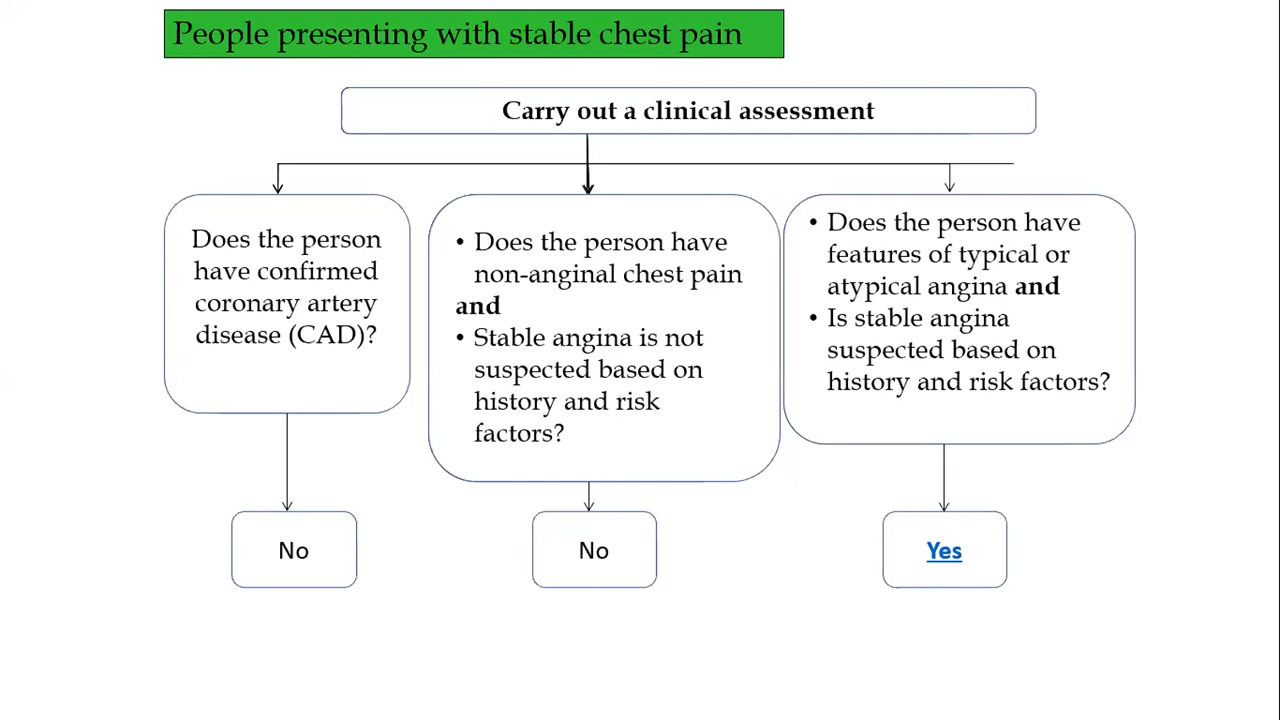 People presenting with stable chest pain
Carry out a clinical assessment
Does the person
have confirmed
coronary artery
disease (CAD)?
• Does the person have
non-anginal chest pain
and
• Stable angina is not
suspected based on
history and risk
factors?
• Does the person have
features of typical or
atypical angina and
• Is stable angina
suspected based on
history and risk factors?
No
No
Yes